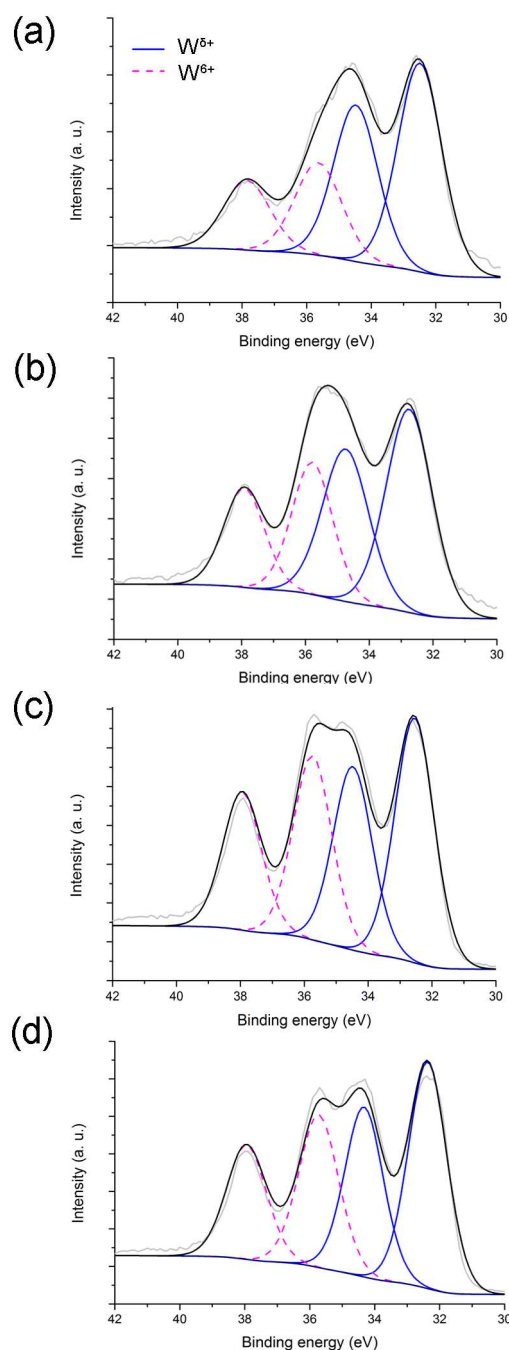 (a)
W^δ+
W^6+
Intensity (a. u.)
42 40 38 36 34 32 30
Binding energy (eV)
(b)
Intensity (a. u.)
42 40 38 36 34 32 30
Binding energy (eV)
(c)
Intensity (a. u.)
42 40 38 36 34 32 30
Binding energy (eV)
(d)
Intensity (a. u.)
42 40 38 36 34 32 30
Binding energy (eV)